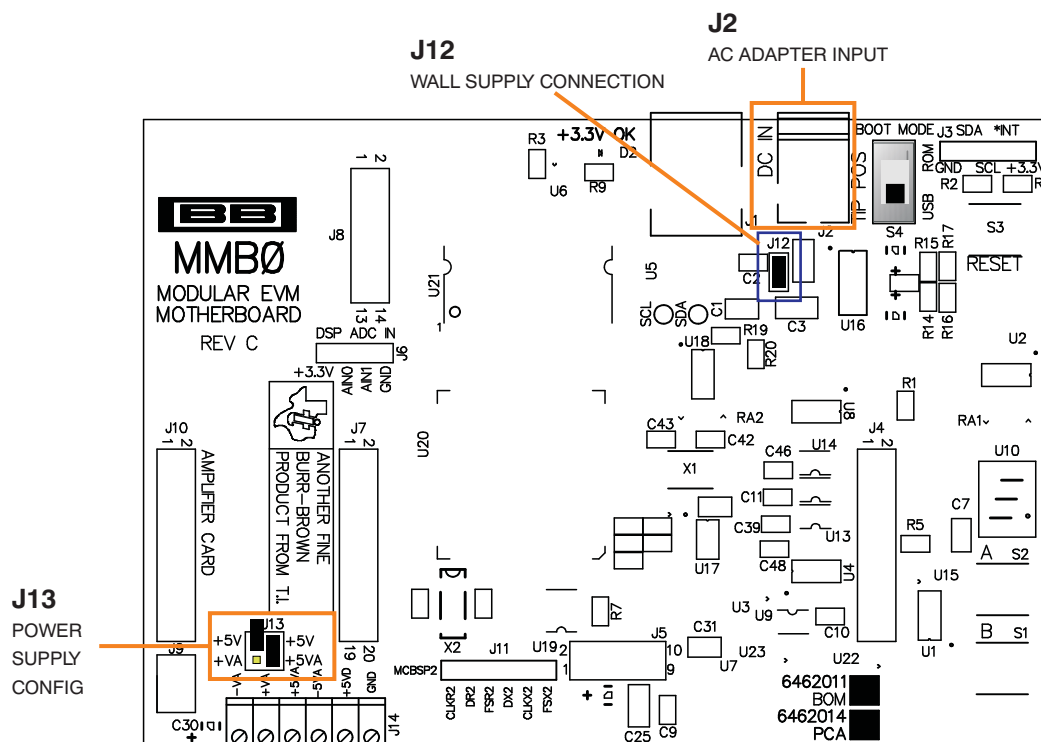 J12
WALL SUPPLY CONNECTION
J2
AC ADAPTER INPUT
+3.3V OK
D2
R3
U6
R9
DC IN
TIP POS
BOOT MODE
ROM
USB
S4
J3 SDA *INT
GND SCL +3.3V
R2
R
S3
RESET
J1
J2
J12
C2
C1
C3
U5
U16
R15
R17
R14
R16
U2
BB
MMBØ
MODULAR EVM
MOTHERBOARD
REV C
J8
1
2
13
14
DSP ADC IN
J6
+3.3V
AIN0
AIN1
GND
U21
1
SCL
SDA
R19
R20
U18
U8
R1
RA1
RA2
C43
C42
X1
U20
J10
1
2
AMPLIFIER CARD
ANOTHER FINE
BURR-BROWN
PRODUCT FROM T.I.
J7
1
2
19
20
J4
1
2
C46
U14
C11
C39
U13
C48
U4
U17
U10
C7
R5
A
S2
B
S1
U15
U1
U3
U9
C10
U22
U23
C31
U7
J5
2
1
10
9
R7
U19
X2
J11
MCBSP2
CLKR2
DR2
FSR2
DX2
CLKX2
FSX2
C25
C9
6462011
BOM
6462014
PCA
J13
POWER
SUPPLY
CONFIG
J13
+5V
+5V
+VA
+5VA
J9
C30
-VA
+VA
+5VA
-5VA
+5VD
GND
J14